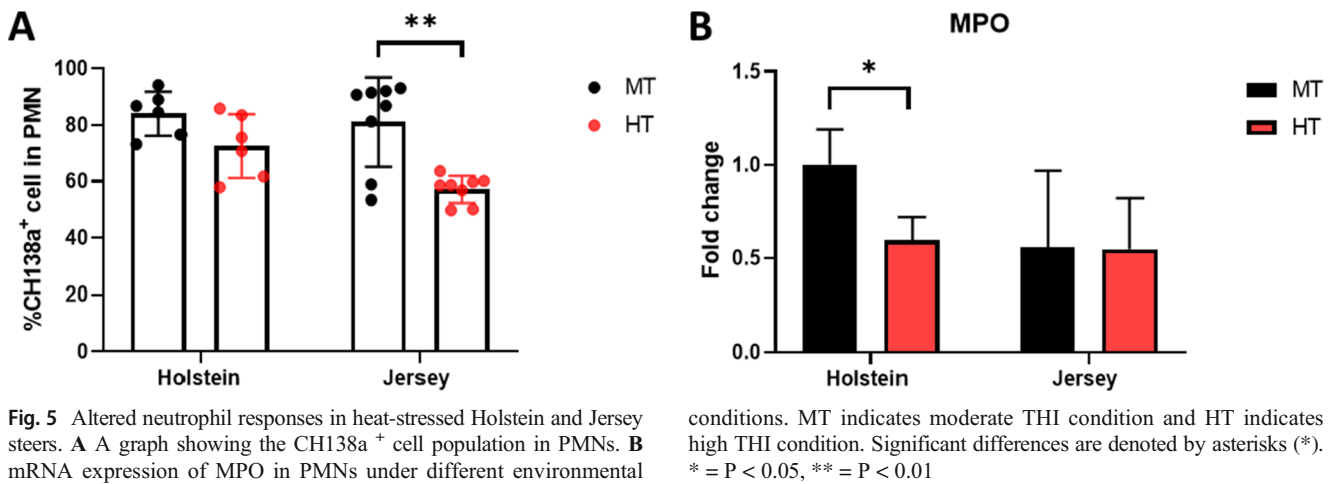 A
**
%CH138a+ cell in PMN
100
80
60
40
20
0
Holstein
Jersey
MT
HT
B
MPO
*
Fold change
1.5
1.0
0.5
0.0
Holstein
Jersey
MT
HT
Fig. 5 Altered neutrophil responses in heat-stressed Holstein and Jersey
steers. A A graph showing the CH138a + cell population in PMNs. B
mRNA expression of MPO in PMNs under different environmental
conditions. MT indicates moderate THI condition and HT indicates
high THI condition. Significant differences are denoted by asterisks (*).
* = P < 0.05, ** = P < 0.01